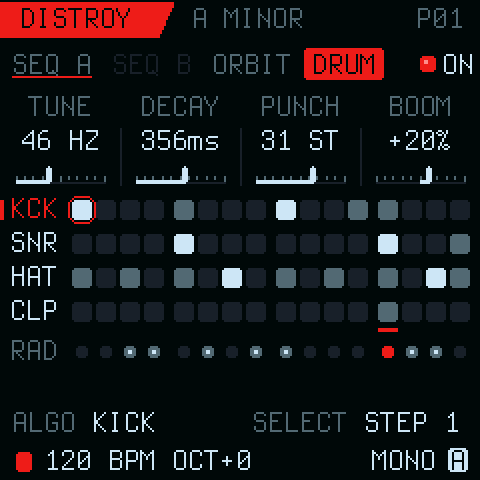 DISTROY A MINOR P01
SEQ A SEQ B ORBIT DRUM ON
TUNE DECAY PUNCH BOOM
46 HZ 356ms 31 ST +20%
KCK
SNR
HAT
CLP
RAD
ALGO KICK SELECT STEP 1
120 BPM OCT+0 MONO A